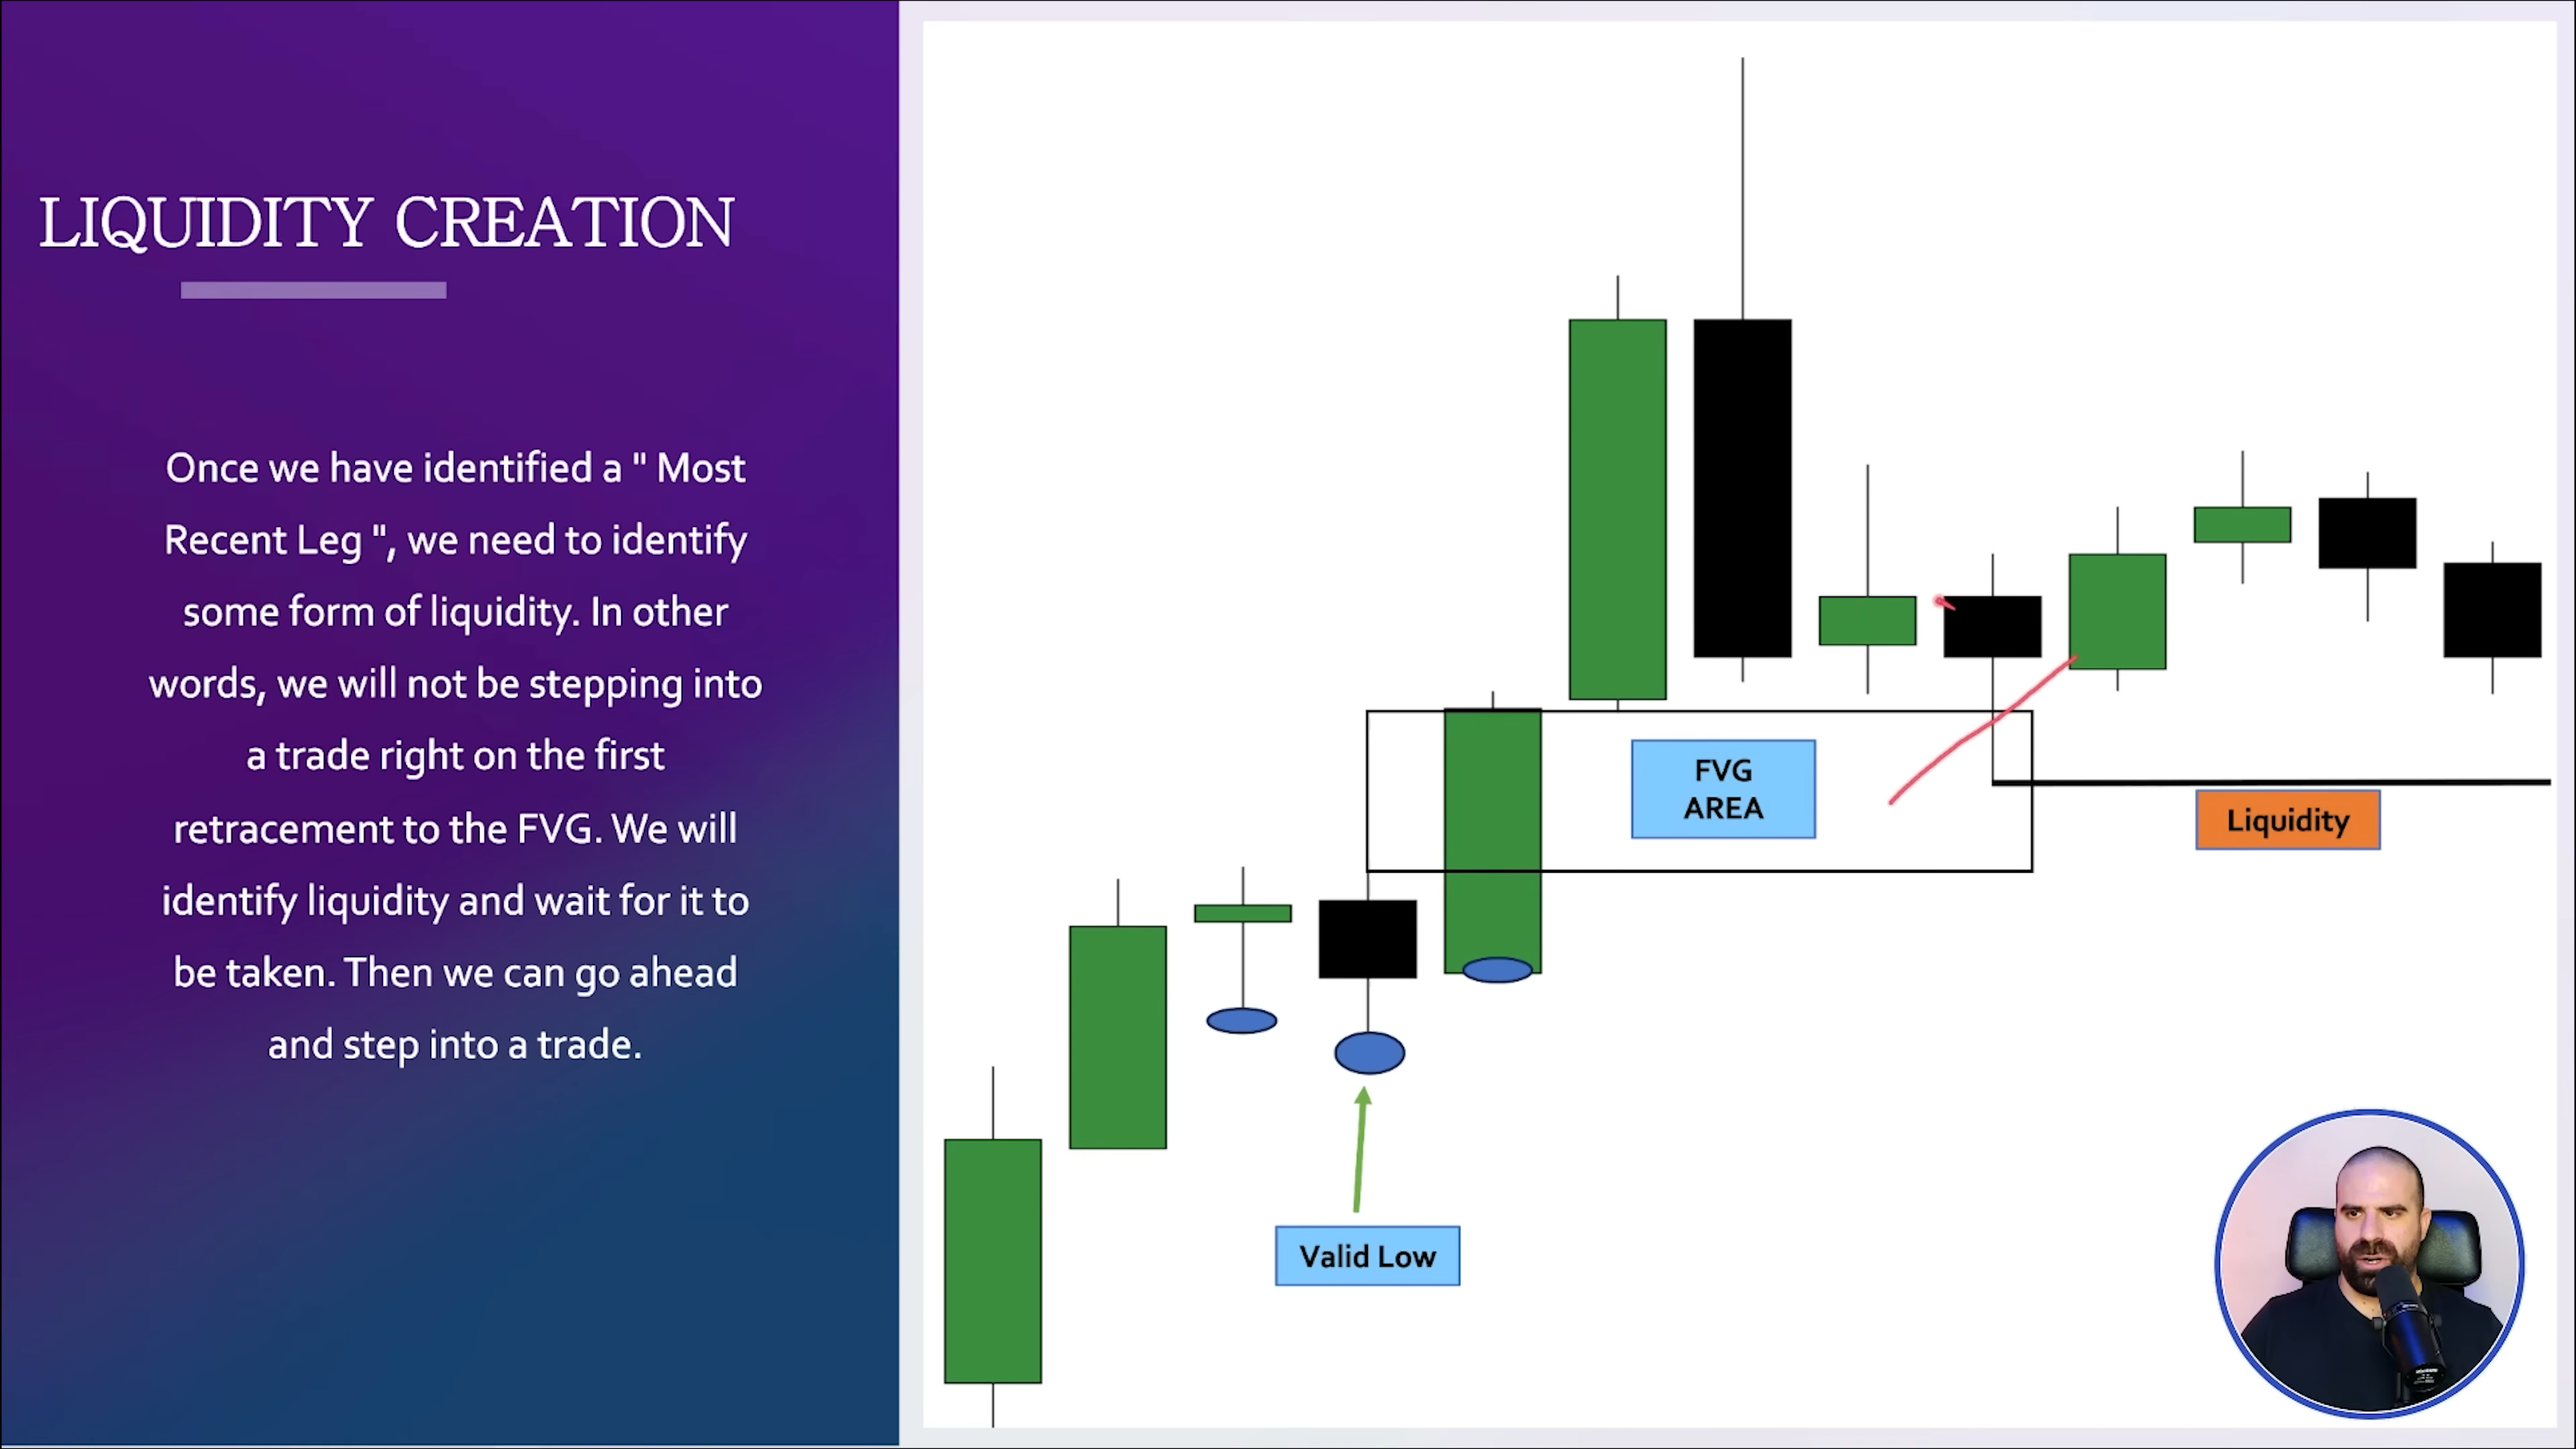 LIQUIDITY CREATION
Once we have identified a " Most
Recent Leg ", we need to identify
some form of liquidity. In other
words, we will not be stepping into
a trade right on the first
retracement to the FVG. We will
identify liquidity and wait for it to
be taken. Then we can go ahead
and step into a trade.
FVG
AREA
Liquidity
Valid Low